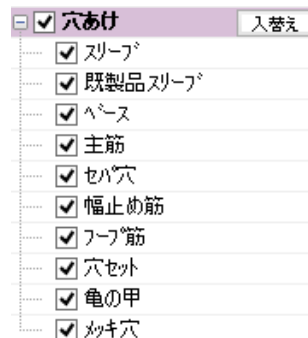 穴あけ 入替え
ｽﾘｰﾌﾞ
既製品ｽﾘｰﾌﾞ
ﾍﾞｰｽ
主筋
ｾﾊﾟ穴
幅止め筋
ﾌｰﾌﾟ筋
穴ｾｯﾄ
亀の甲
ﾒｯｷ穴